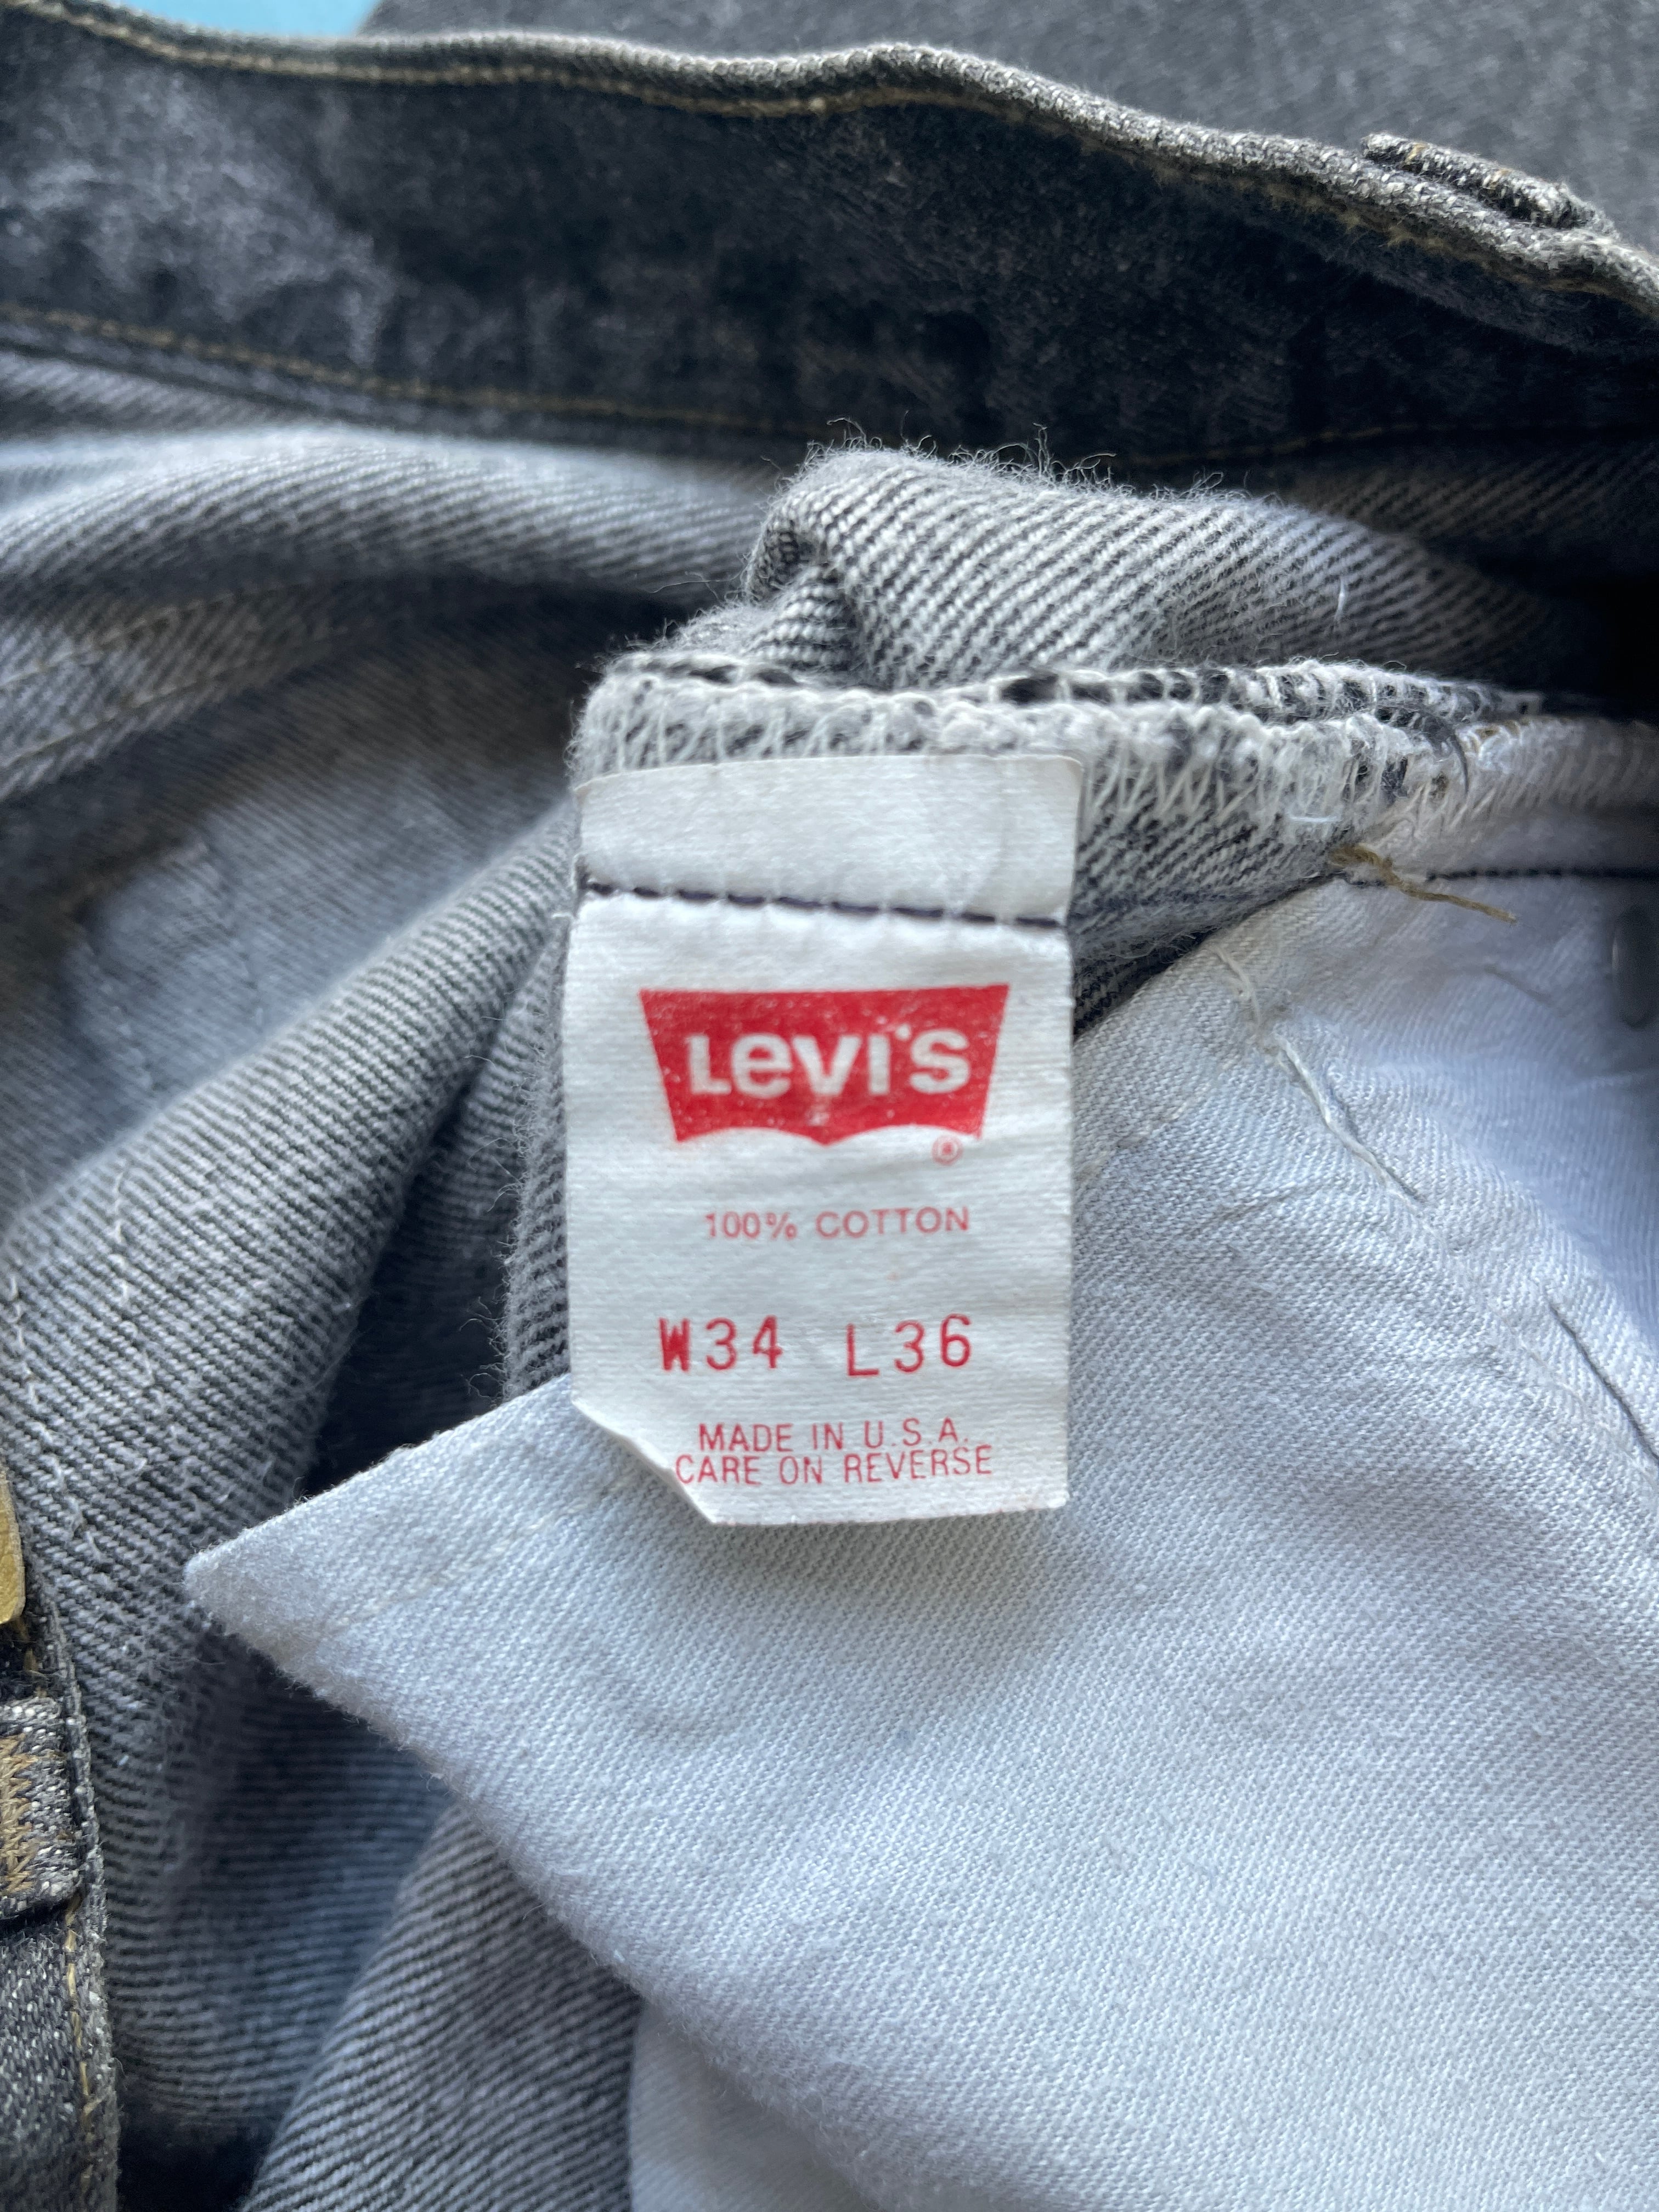 Levi's
®
100% COTTON
W34 L36
MADE IN U.S.A.
CARE ON REVERSE